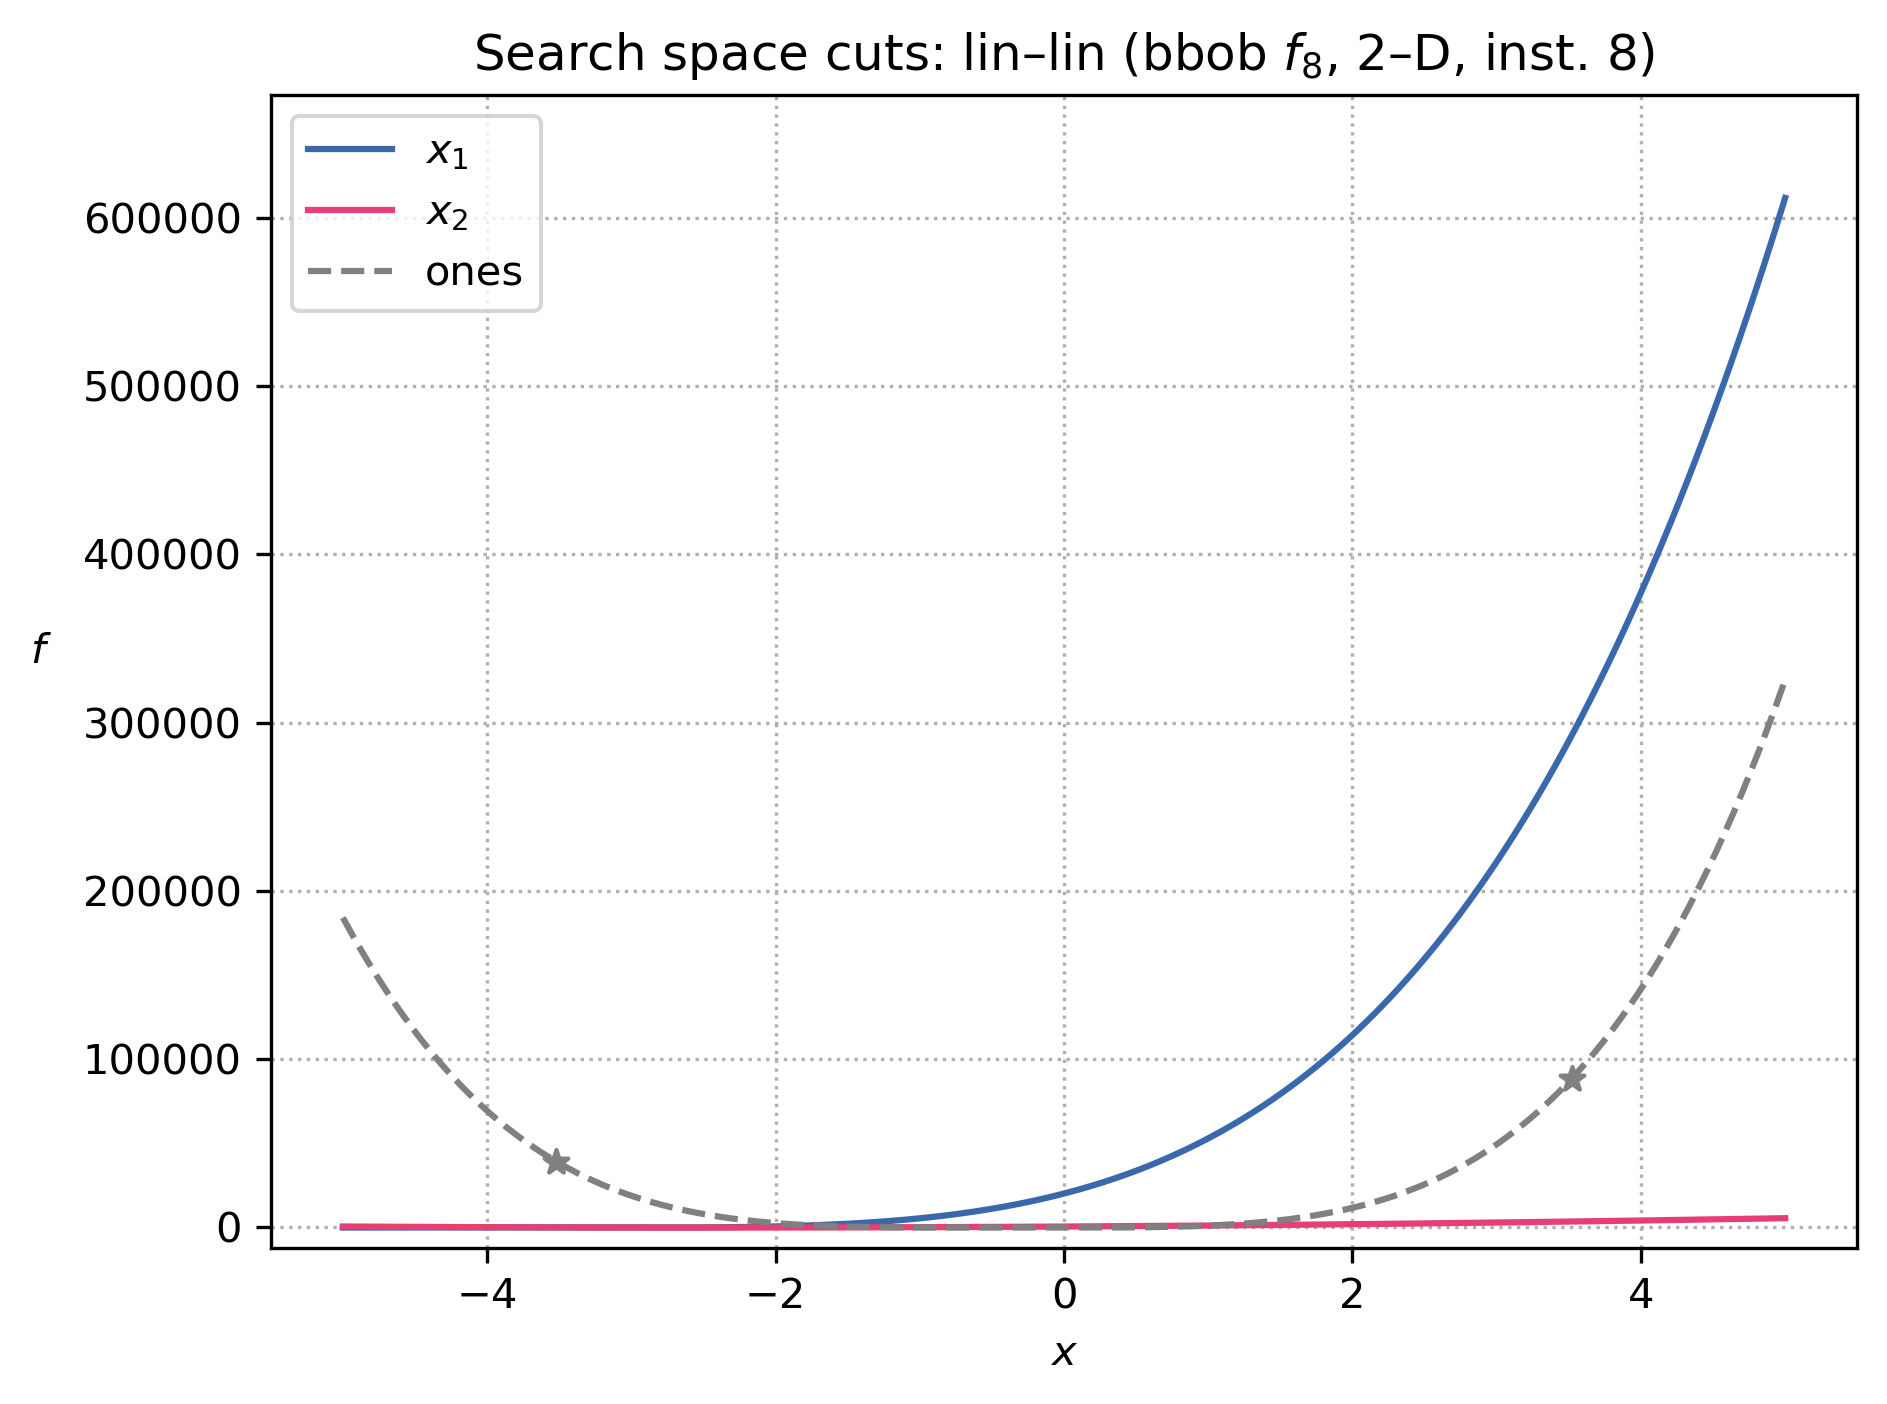 Search space cuts: lin–lin (bbob f₈, 2–D, inst. 8)
x₁
x₂
ones
600000
500000
400000
300000
200000
100000
0
f
−4
−2
0
2
4
x